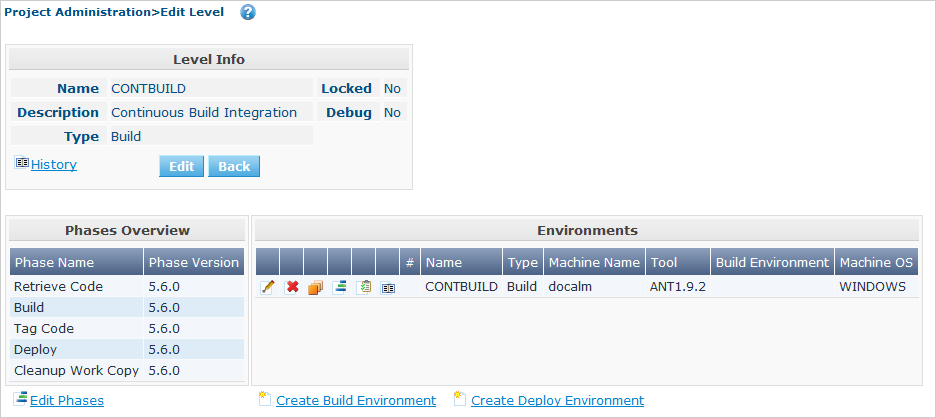 Project Administration>Edit Level ?
Level Info
Name CONTBUILD Locked No
Description Continuous Build Integration Debug No
Type Build
History Edit Back
Phases Overview
Phase Name Phase Version
Retrieve Code 5.6.0
Build 5.6.0
Tag Code 5.6.0
Deploy 5.6.0
Cleanup Work Copy 5.6.0
Edit Phases
Environments
# Name Type Machine Name Tool Build Environment Machine OS
CONTBUILD Build docalm ANT1.9.2 WINDOWS
Create Build Environment Create Deploy Environment